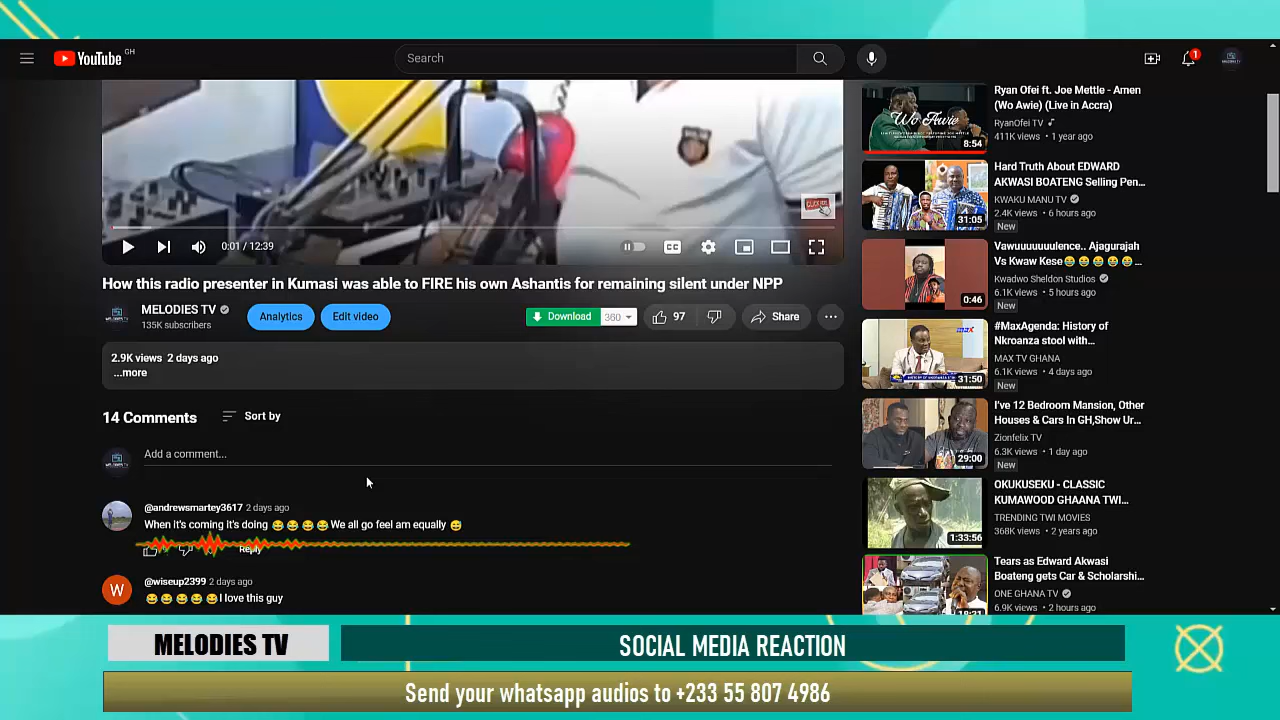 YouTube GH
Search
1
0:01 / 12:39
CC
How this radio presenter in Kumasi was able to FIRE his own Ashantis for remaining silent under NPP
MELODIES TV
135K subscribers
Analytics
Edit video
Download 360
97
Share
2.9K views 2 days ago
...more
14 Comments
Sort by
Add a comment...
@andrewsmartey3617 2 days ago
When it's coming it's doing 😂😂😂😂We all go feel am equally 😅
Reply
W
@wiseup2399 2 days ago
😂😂😂😂😂I love this guy
Wo Awie
8:54
Ryan Ofei ft. Joe Mettle - Amen
(Wo Awie) (Live in Accra)
RyanOfei TV
411K views • 1 year ago
31:05
Hard Truth About EDWARD
AKWASI BOATENG Selling Pen...
KWAKU MANU TV
2.4K views • 6 hours ago
New
0:46
Vawuuuuuulence.. Ajagurajah
Vs Kwaw Kese😂😂😂😂😂...
Kwadwo Sheldon Studios
6.1K views • 5 hours ago
New
max
31:50
#MaxAgenda: History of
Nkroanza stool with...
MAX TV GHANA
6.1K views • 4 days ago
New
29:00
I've 12 Bedroom Mansion, Other
Houses & Cars In GH,Show Ur...
Zionfelix TV
6.3K views • 1 day ago
New
1:33:56
OKUKUSEKU - CLASSIC
KUMAWOOD GHAANA TWI
TRENDING TWI MOVIES
368K views • 2 years ago
Tears as Edward Akwasi
Boateng gets Car & Scholarshi...
ONE GHANA TV
6.9K views • 2 hours ago
MELODIES TV
SOCIAL MEDIA REACTION
Send your whatsapp audios to +233 55 807 4986